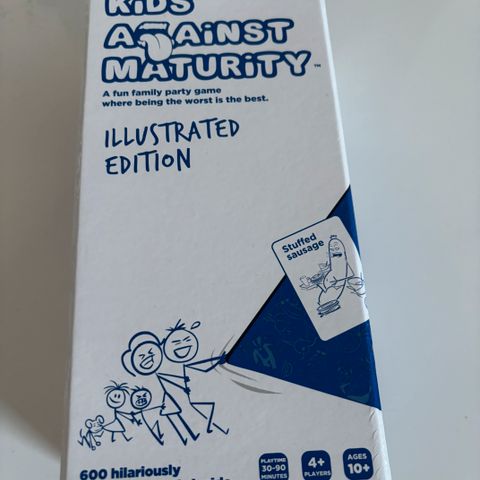 KiDS
AGAiNST
MATURiTY™
A fun family party game
where being the worst is the best.
ILLUSTRATED
EDITION
Stuffed
sausage
600 hilariously
PLAYTIME
30-90
MINUTES
4+
PLAYERS
AGES
10+